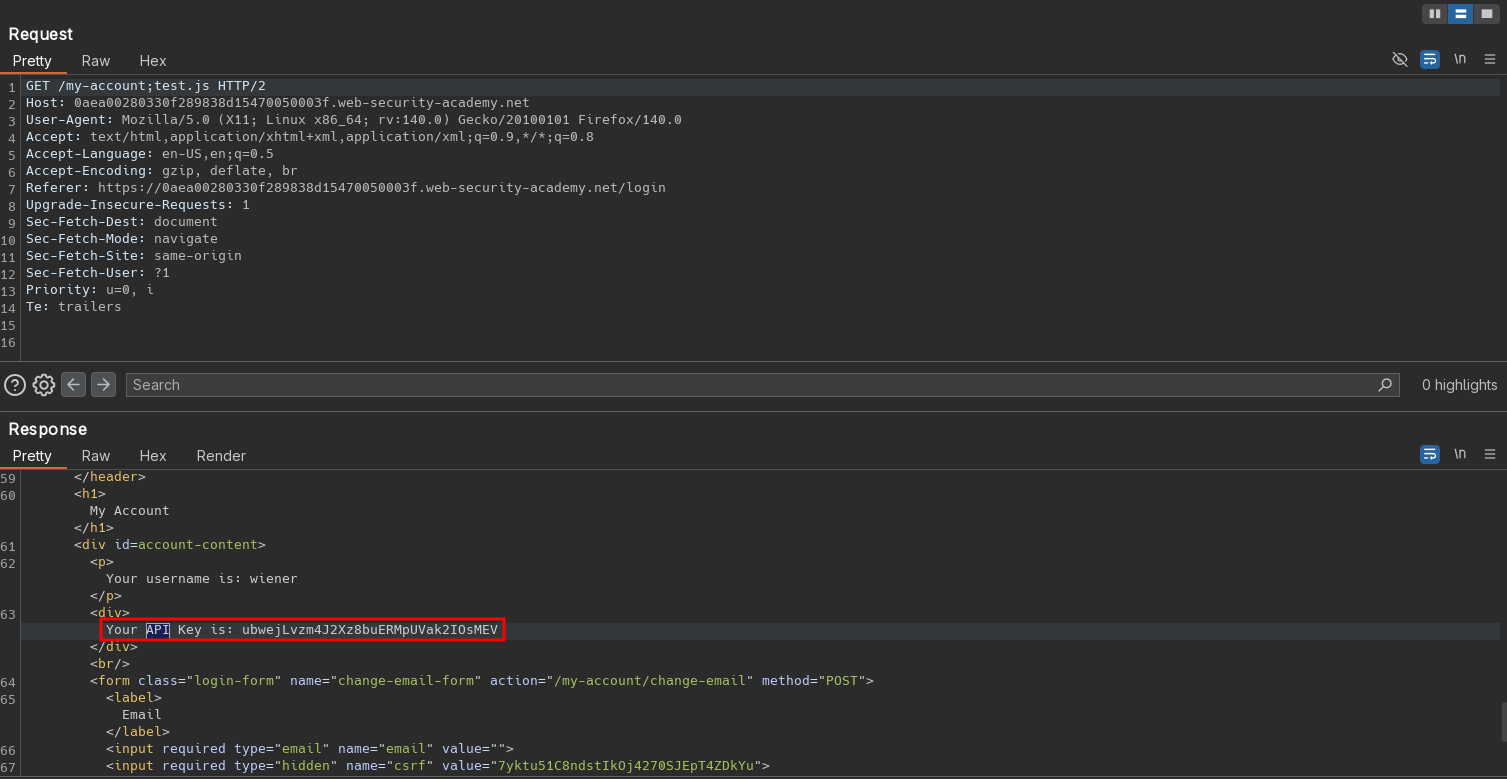 Request
Pretty Raw Hex
\n
1 GET /my-account;test.js HTTP/2
2 Host: 0aea00280330f289838d15470050003f.web-security-academy.net
3 User-Agent: Mozilla/5.0 (X11; Linux x86_64; rv:140.0) Gecko/20100101 Firefox/140.0
4 Accept: text/html,application/xhtml+xml,application/xml;q=0.9,*/*;q=0.8
5 Accept-Language: en-US,en;q=0.5
6 Accept-Encoding: gzip, deflate, br
7 Referer: https://0aea00280330f289838d15470050003f.web-security-academy.net/login
8 Upgrade-Insecure-Requests: 1
9 Sec-Fetch-Dest: document
10 Sec-Fetch-Mode: navigate
11 Sec-Fetch-Site: same-origin
12 Sec-Fetch-User: ?1
13 Priority: u=0, i
14 Te: trailers
15
16
Search 0 highlights
Response
Pretty Raw Hex Render
\n
59 </header>
60 <h1>
My Account
</h1>
61 <div id=account-content>
62 <p>
Your username is: wiener
</p>
63 <div>
Your API Key is: ubwejLvzm4J2Xz8buERMpUVak2IOsMEV
</div>
<br/>
64 <form class="login-form" name="change-email-form" action="/my-account/change-email" method="POST">
65 <label>
Email
</label>
66 <input required type="email" name="email" value="">
67 <input required type="hidden" name="csrf" value="7yktu51C8ndstIkOj4270SJEpT4ZDkYu">